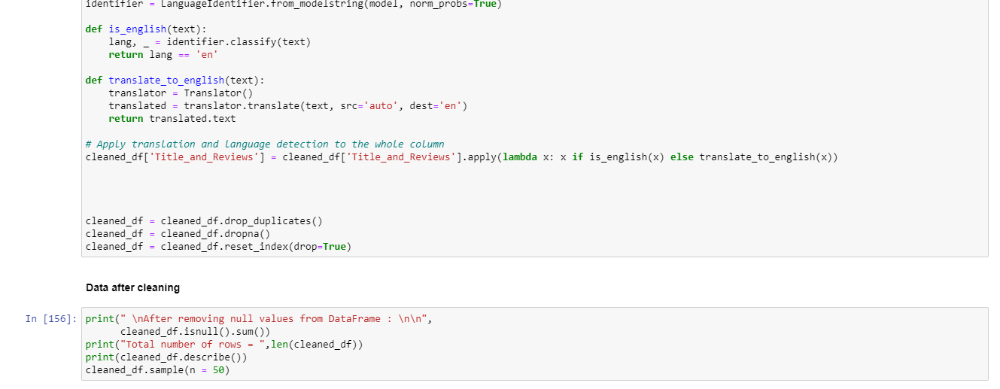 identifier = LanguageIdentifier.from_modelstring(model, norm_probs=True)
def is_english(text):
    lang, _ = identifier.classify(text)
    return lang == 'en'
def translate_to_english(text):
    translator = Translator()
    translated = translator.translate(text, src='auto', dest='en')
    return translated.text
# Apply translation and language detection to the whole column
cleaned_df['Title_and_Reviews'] = cleaned_df['Title_and_Reviews'].apply(lambda x: x if is_english(x) else translate_to_english(x))
cleaned_df = cleaned_df.drop_duplicates()
cleaned_df = cleaned_df.dropna()
cleaned_df = cleaned_df.reset_index(drop=True)
Data after cleaning
In [156]: print(" \nAfter removing null values from DataFrame : \n\n",
      cleaned_df.isnull().sum())
print("Total number of rows = ",len(cleaned_df))
print(cleaned_df.describe())
cleaned_df.sample(n = 50)